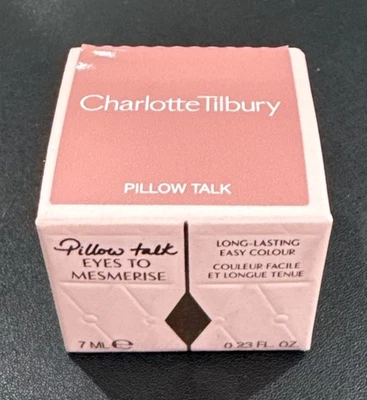 CharlotteTilbury
PILLOW TALK
Pillow talk
EYES TO
MESMERISE
7 ML ℮
LONG-LASTING
EASY COLOUR
COULEUR FACILE
ET LONGUE TENUE
0.23 FL. OZ.